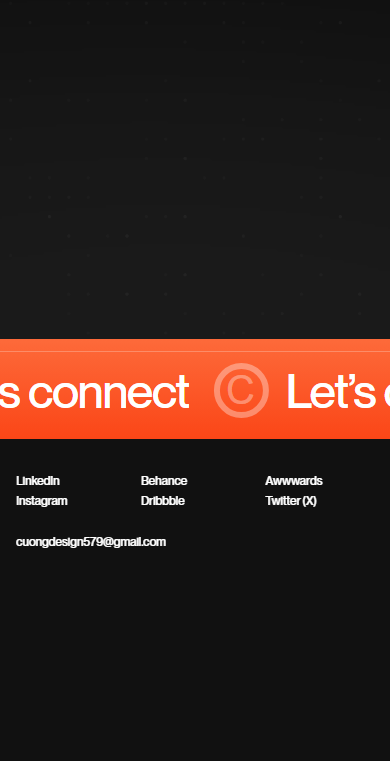 s connect © Let's
LinkedIn Behance Awwwards
Instagram Dribbble Twitter (X)
cuongdesign579@gmail.com